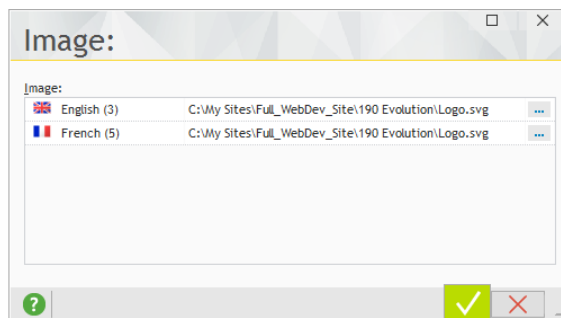 Image:
Image:
English (3) C:\My Sites\Full_WebDev_Site\190 Evolution\Logo.svg ...
French (5) C:\My Sites\Full_WebDev_Site\190 Evolution\Logo.svg ...
?